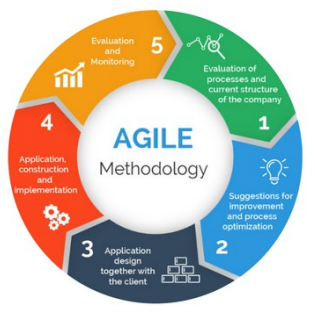 AGILE
Methodology
Evaluation of
processes and
current structure
of the company
1
Suggestions for
improvement
and process
optimization
2
3
Application
design
together with
the client
4
Application,
construction
and
implementation
5
Evaluation
and
Monitoring